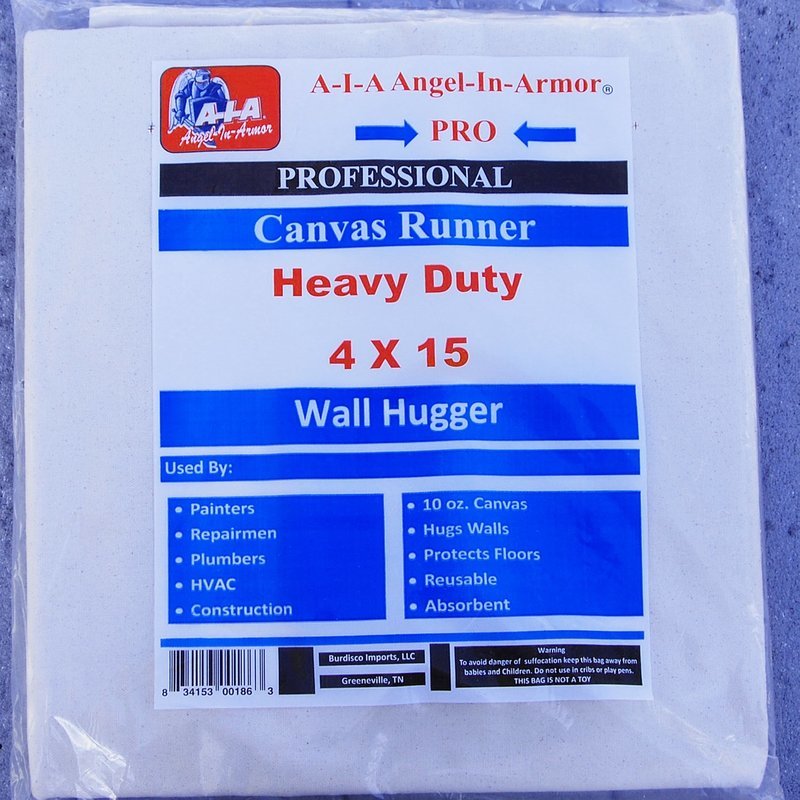 A-I-A
Angel-In-Armor
A-I-A Angel-In-Armor®
PRO
PROFESSIONAL
Canvas Runner
Heavy Duty
4 X 15
Wall Hugger
Used By:
• Painters
• Repairmen
• Plumbers
• HVAC
• Construction
• 10 oz. Canvas
• Hugs Walls
• Protects Floors
• Reusable
• Absorbent
8 34153 00186 3
Burdisco Imports, LLC
Greeneville, TN
Warning
To avoid danger of suffocation keep this bag away from
babies and Children. Do not use in cribs or play pens.
THIS BAG IS NOT A TOY